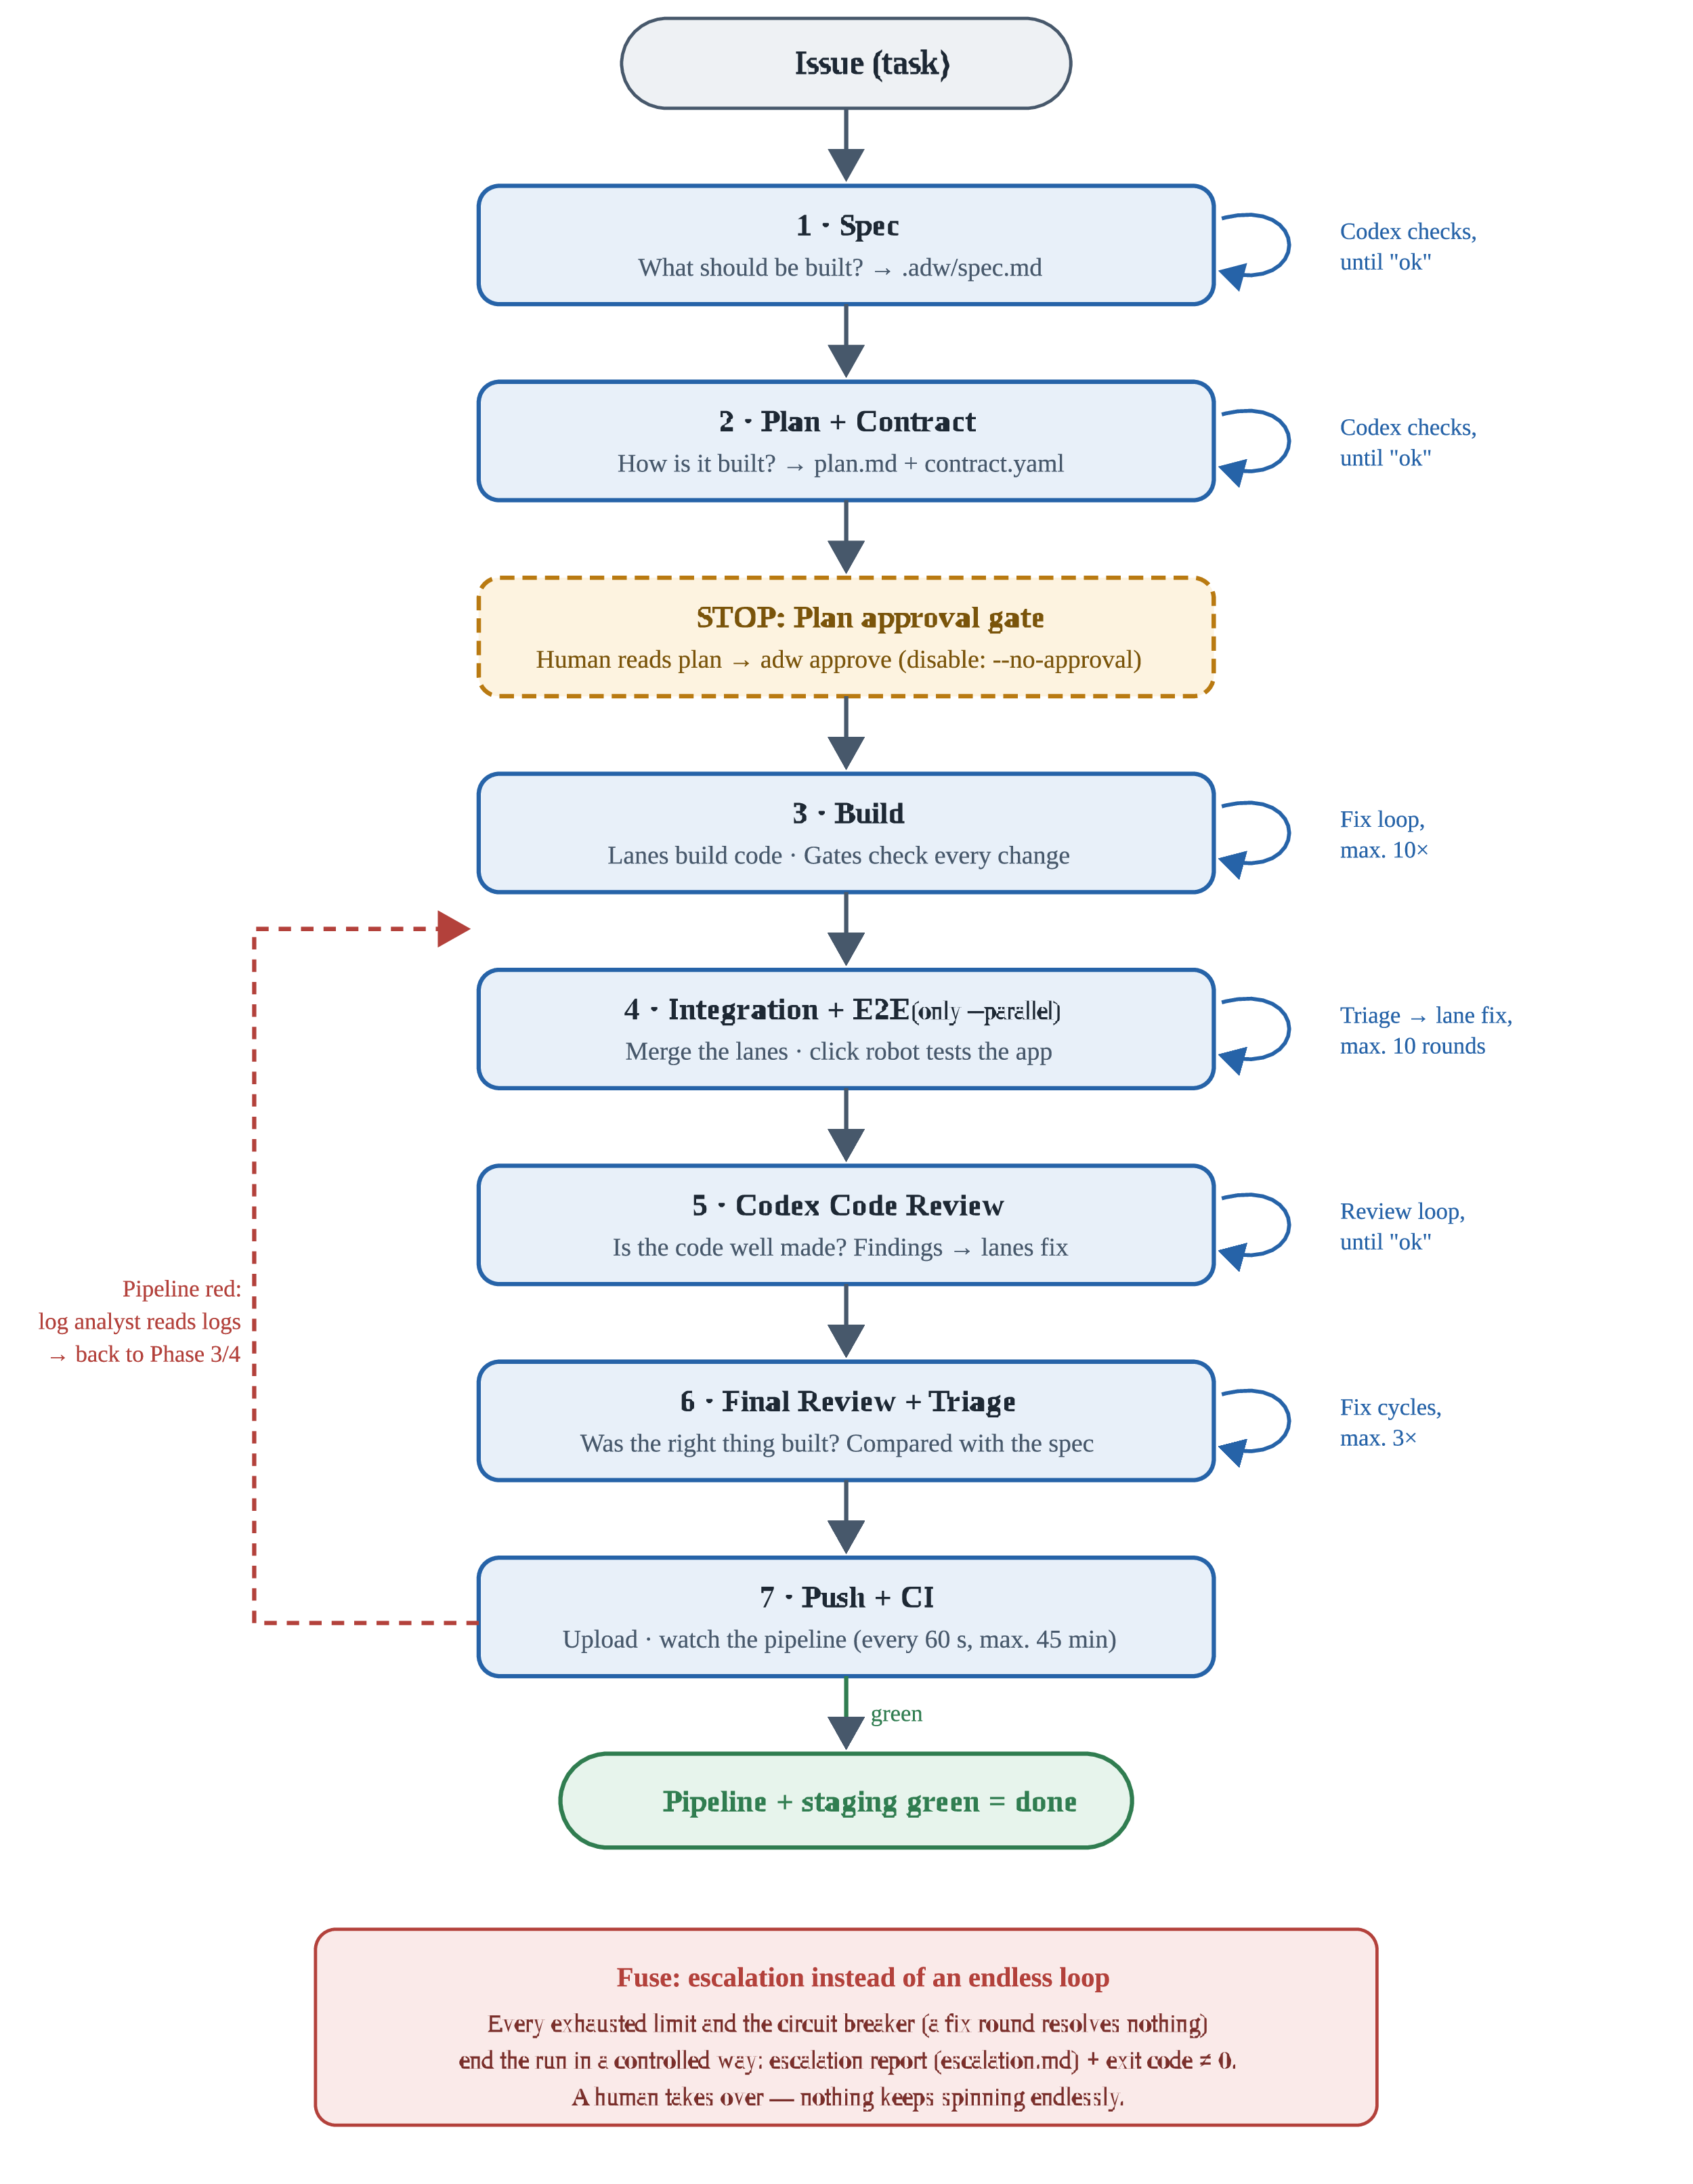 Issue (task)
1 · Spec
What should be built? → .adw/spec.md
Codex checks,
until "ok"
2 · Plan + Contract
How is it built? → plan.md + contract.yaml
Codex checks,
until "ok"
STOP: Plan approval gate
Human reads plan → adw approve (disable: --no-approval)
3 · Build
Lanes build code · Gates check every change
Fix loop,
max. 10×
4 · Integration + E2E(only —parallel)
Merge the lanes · click robot tests the app
Triage → lane fix,
max. 10 rounds
5 · Codex Code Review
Is the code well made? Findings → lanes fix
Review loop,
until "ok"
Pipeline red:
log analyst reads logs
→ back to Phase 3/4
6 · Final Review + Triage
Was the right thing built? Compared with the spec
Fix cycles,
max. 3×
7 · Push + CI
Upload · watch the pipeline (every 60 s, max. 45 min)
green
Pipeline + staging green = done
Fuse: escalation instead of an endless loop
Every exhausted limit and the circuit breaker (a fix round resolves nothing)
end the run in a controlled way: escalation report (escalation.md) + exit code ≠ 0.
A human takes over — nothing keeps spinning endlessly.